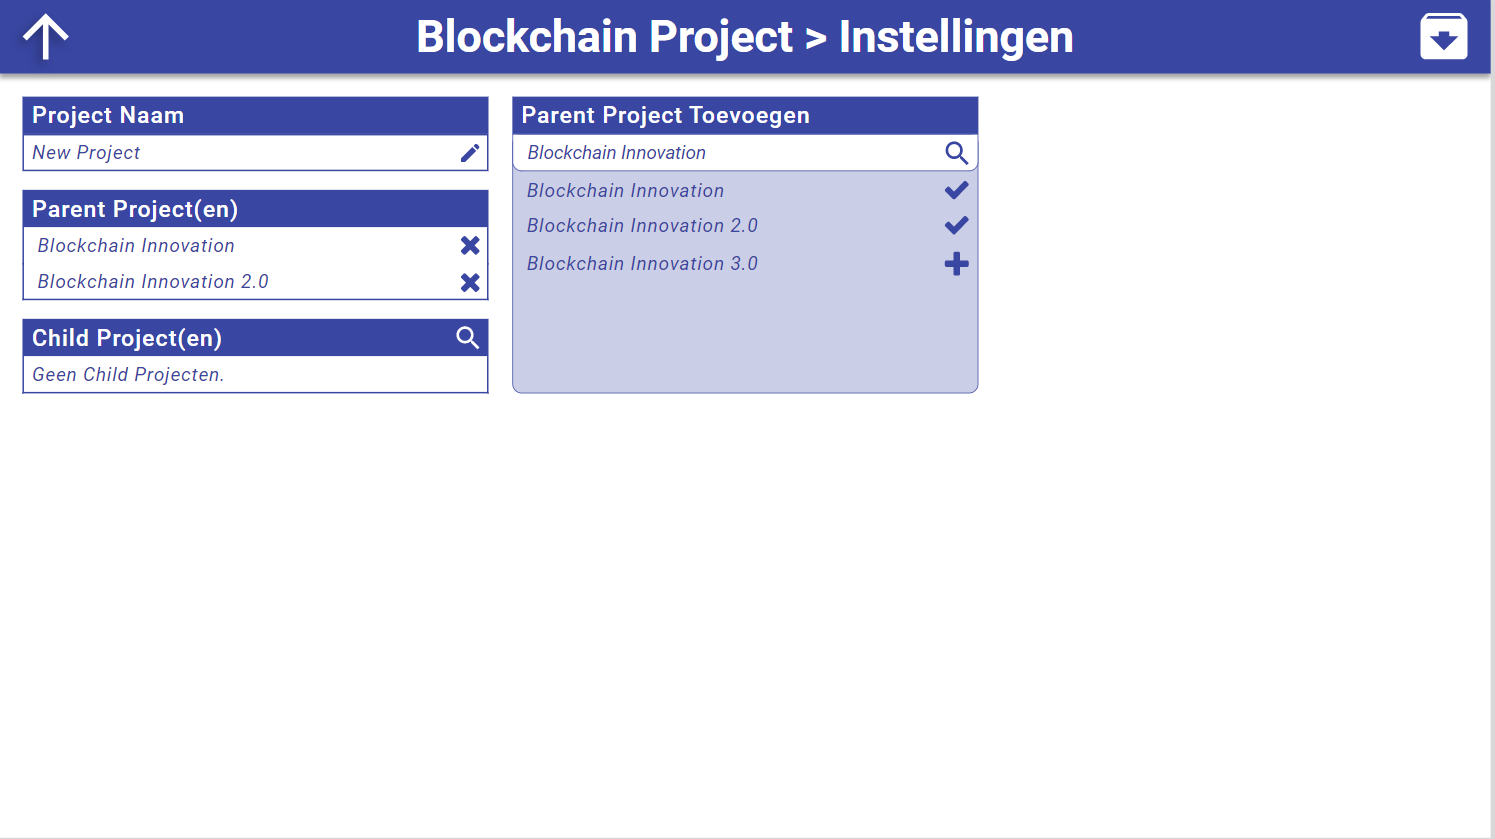 Blockchain Project > Instellingen
Project Naam
New Project
Parent Project(en)
Blockchain Innovation
Blockchain Innovation 2.0
Child Project(en)
Geen Child Projecten.
Parent Project Toevoegen
Blockchain Innovation
Blockchain Innovation
Blockchain Innovation 2.0
Blockchain Innovation 3.0